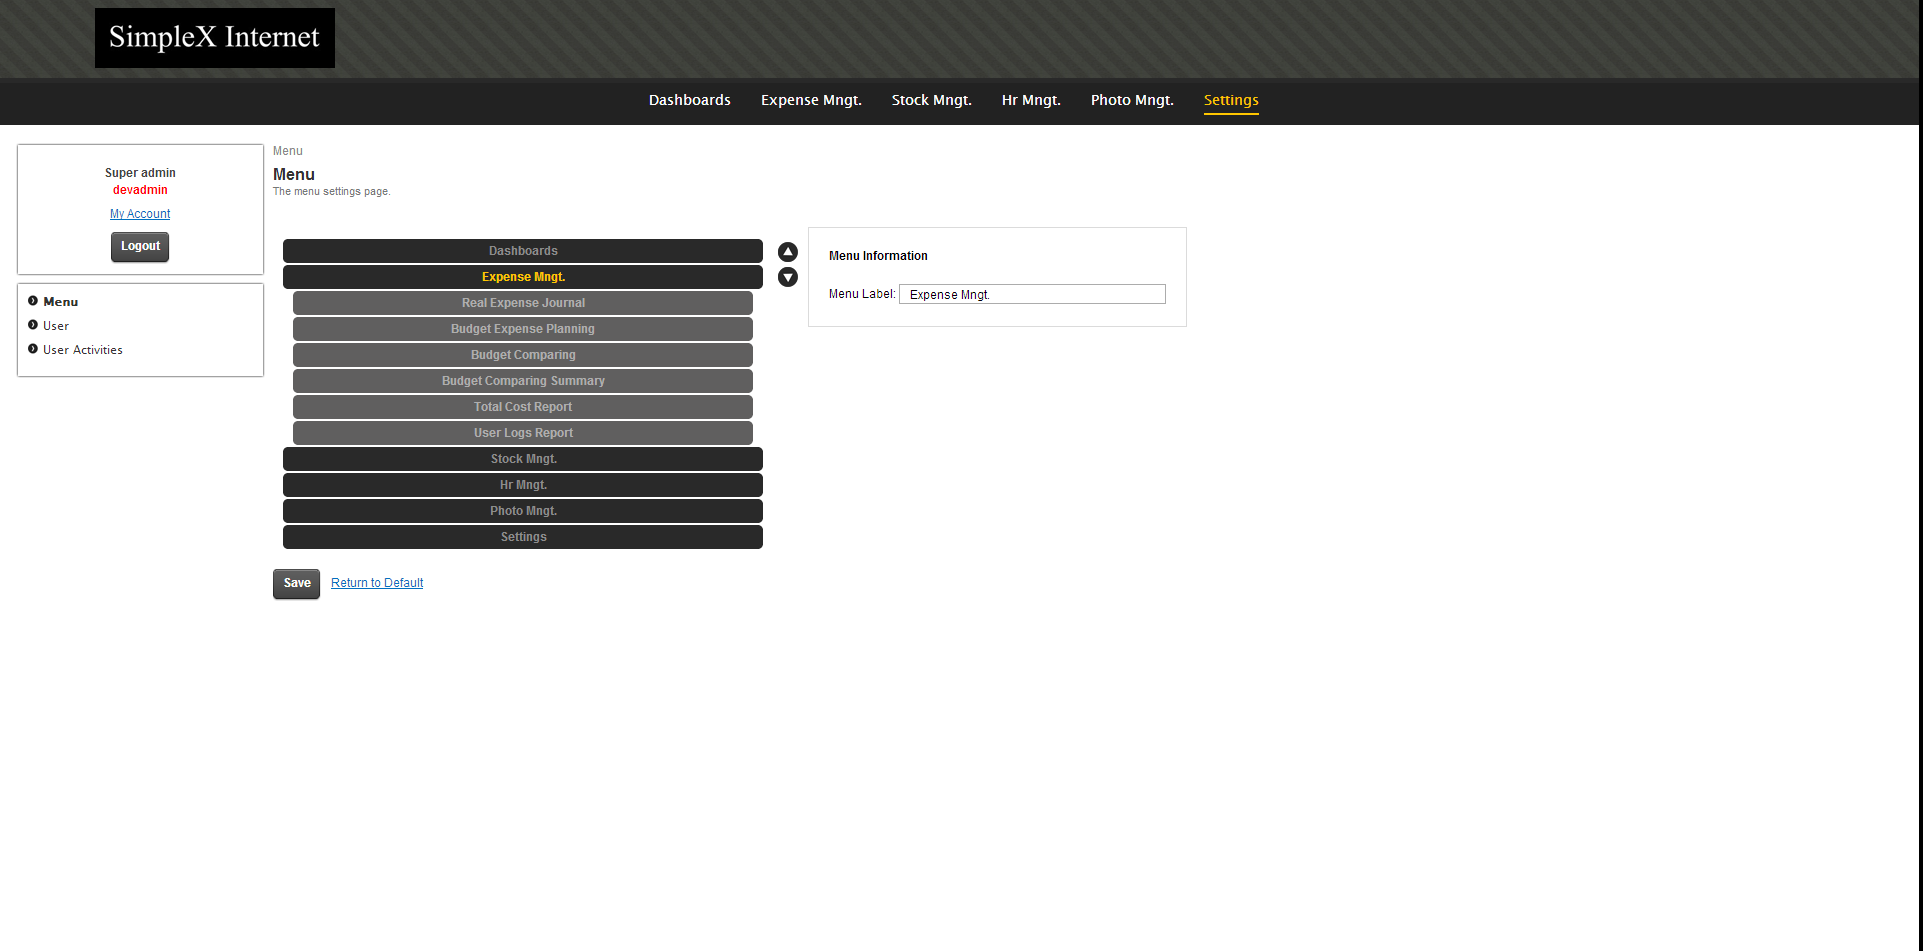 SimpleX Internet
Dashboards Expense Mngt. Stock Mngt. Hr Mngt. Photo Mngt. Settings
Super admin
devadmin
My Account
Logout
Menu
User
User Activities
Menu
Menu
The menu settings page.
Dashboards
Expense Mngt.
Real Expense Journal
Budget Expense Planning
Budget Comparing
Budget Comparing Summary
Total Cost Report
User Logs Report
Stock Mngt.
Hr Mngt.
Photo Mngt.
Settings
Save Return to Default
Menu Information
Menu Label: Expense Mngt.